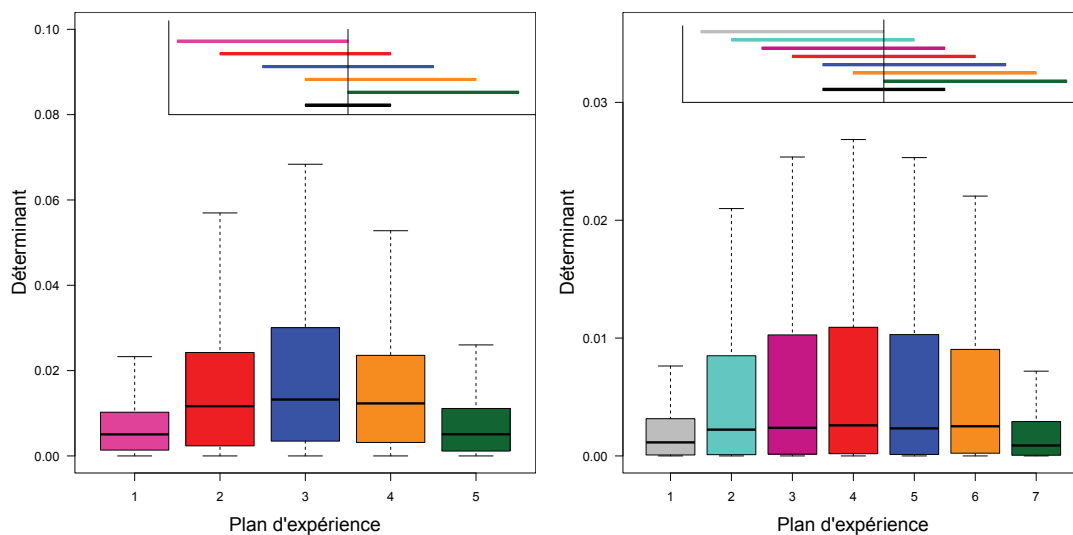 0.10
0.08
0.06
0.04
0.02
0.00
Déterminant
1 2 3 4 5
Plan d'expérience
0.03
0.02
0.01
0.00
Déterminant
1 2 3 4 5 6 7
Plan d'expérience